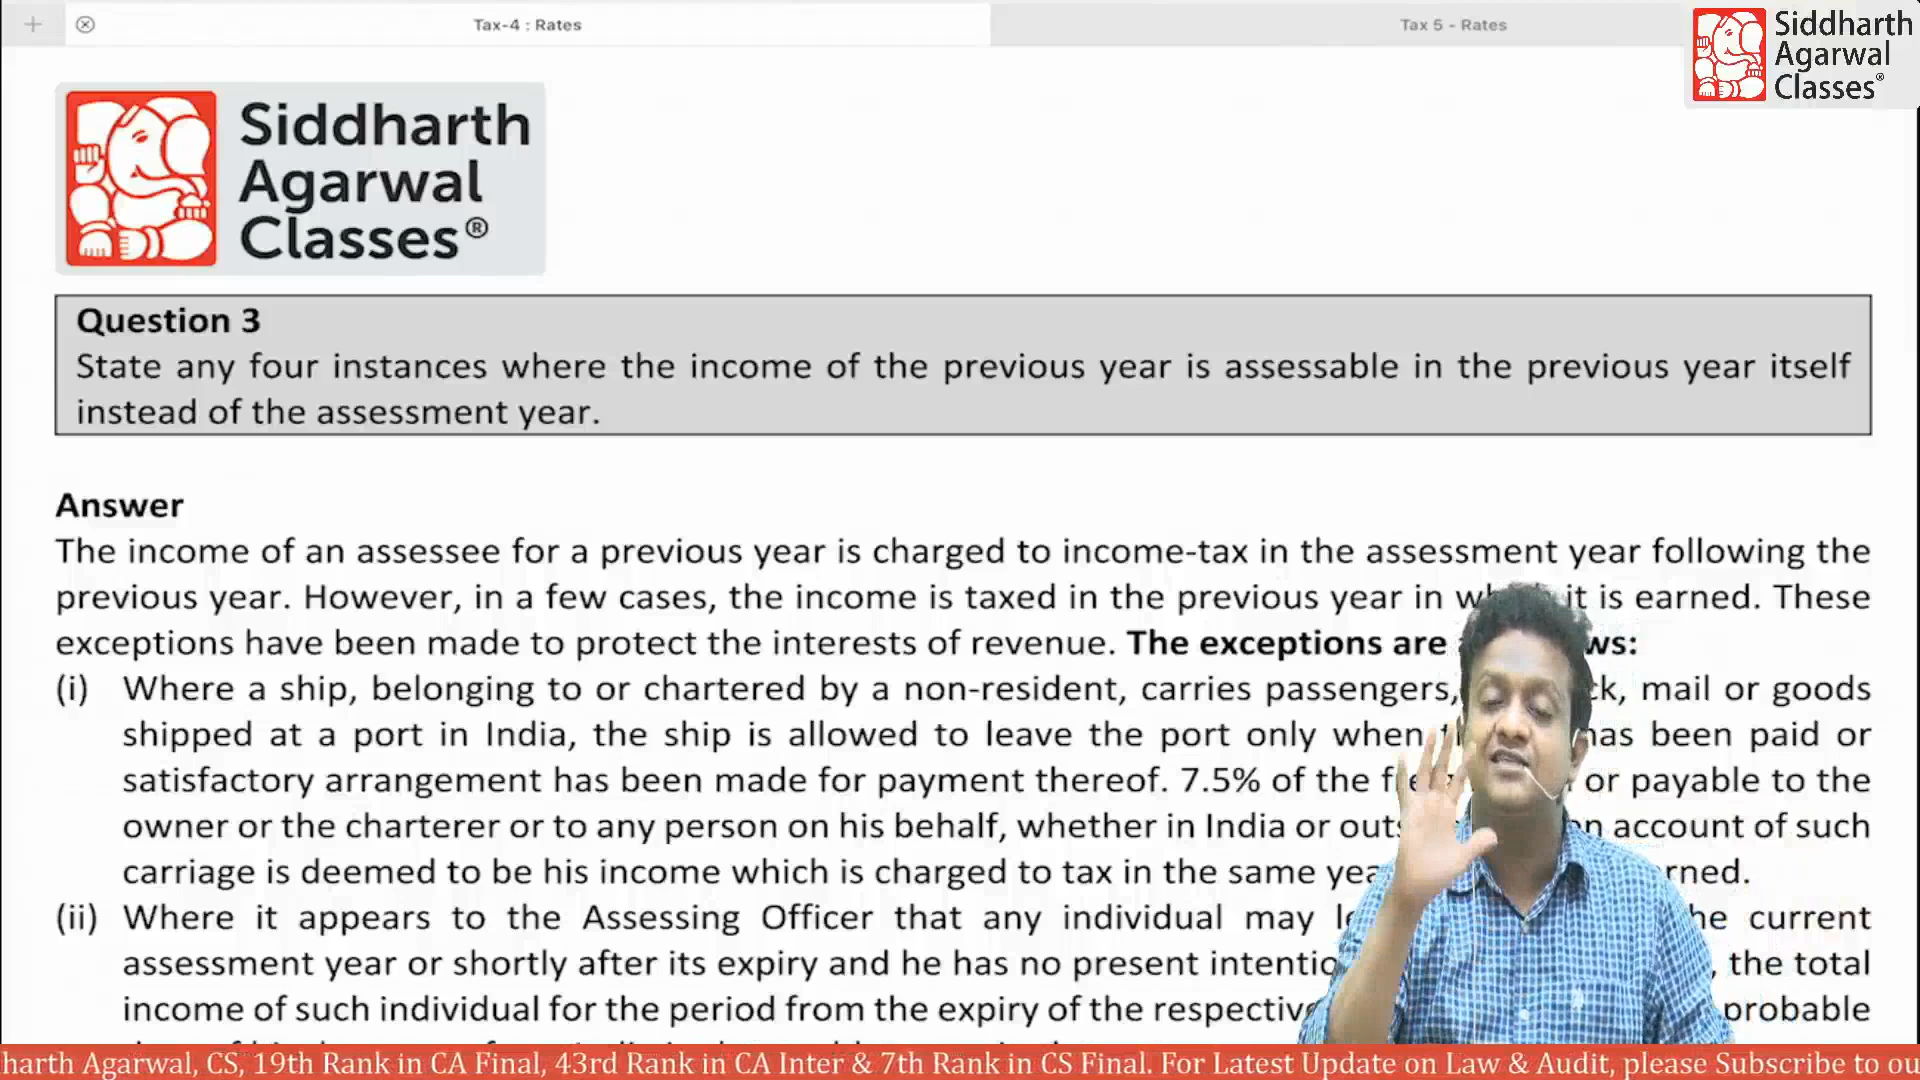 Tax-4 : Rates
Tax 5 - Rates
Siddharth
Agarwal
Classes®
Siddharth
Agarwal
Classes®
Question 3
State any four instances where the income of the previous year is assessable in the previous year itself
instead of the assessment year.
Answer
The income of an assessee for a previous year is charged to income-tax in the assessment year following the
previous year. However, in a few cases, the income is taxed in the previous year in it is earned. These
exceptions have been made to protect the interests of revenue. The exceptions are
(i) Where a ship, belonging to or chartered by a non-resident, carries passengers, mail or goods
shipped at a port in India, the ship is allowed to leave the port only when has been paid or
satisfactory arrangement has been made for payment thereof. 7.5% of the or payable to the
owner or the charterer or to any person on his behalf, whether in India or account of such
carriage is deemed to be his income which is charged to tax in the same
(ii) Where it appears to the Assessing Officer that any individual may current
assessment year or shortly after its expiry and he has no present the total
income of such individual for the period from the expiry of the probable
harth Agarwal, CS, 19th Rank in CA Final, 43rd Rank in CA Inter & 7th Rank in CS Final. For Latest Update on Law & Audit, please Subscribe to ou